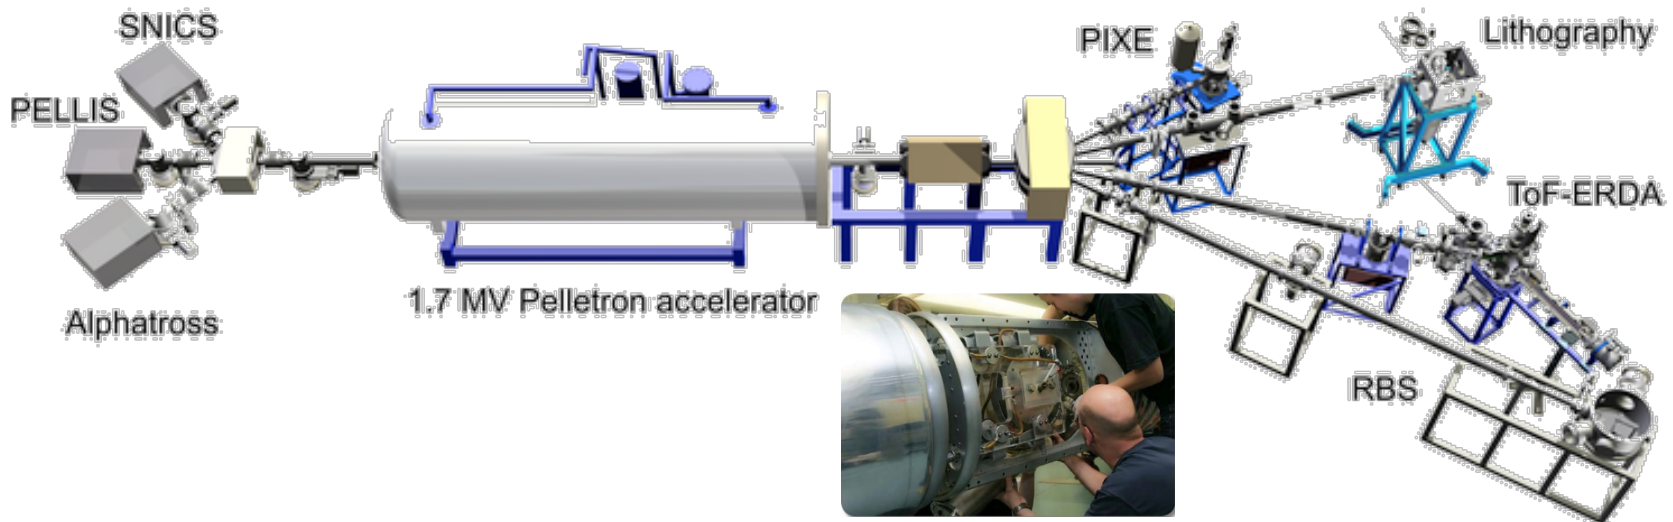 SNICS
PELLIS
Alphatross
1.7 MV Pelletron accelerator
PIXE
Lithography
ToF-ERDA
RBS